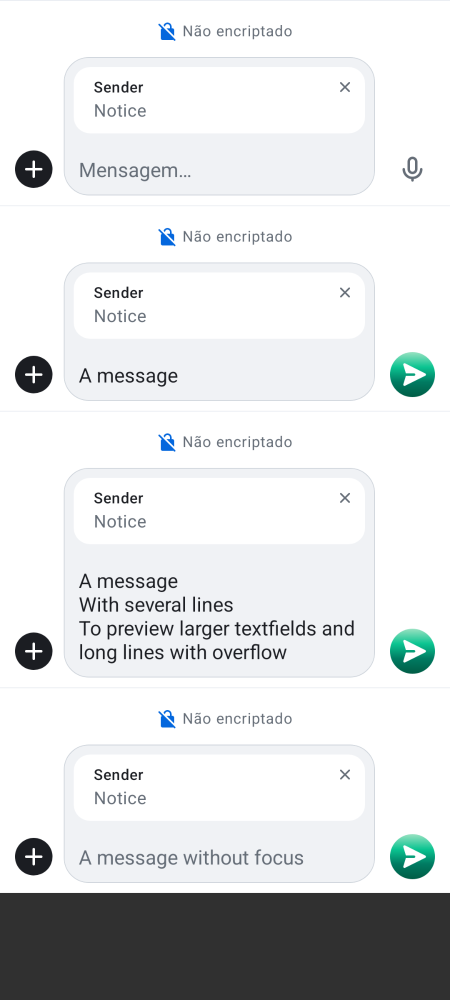 Não encriptado
Sender
Notice
Mensagem…
Não encriptado
Sender
Notice
A message
Não encriptado
Sender
Notice
A message
With several lines
To preview larger textfields and
long lines with overflow
Não encriptado
Sender
Notice
A message without focus